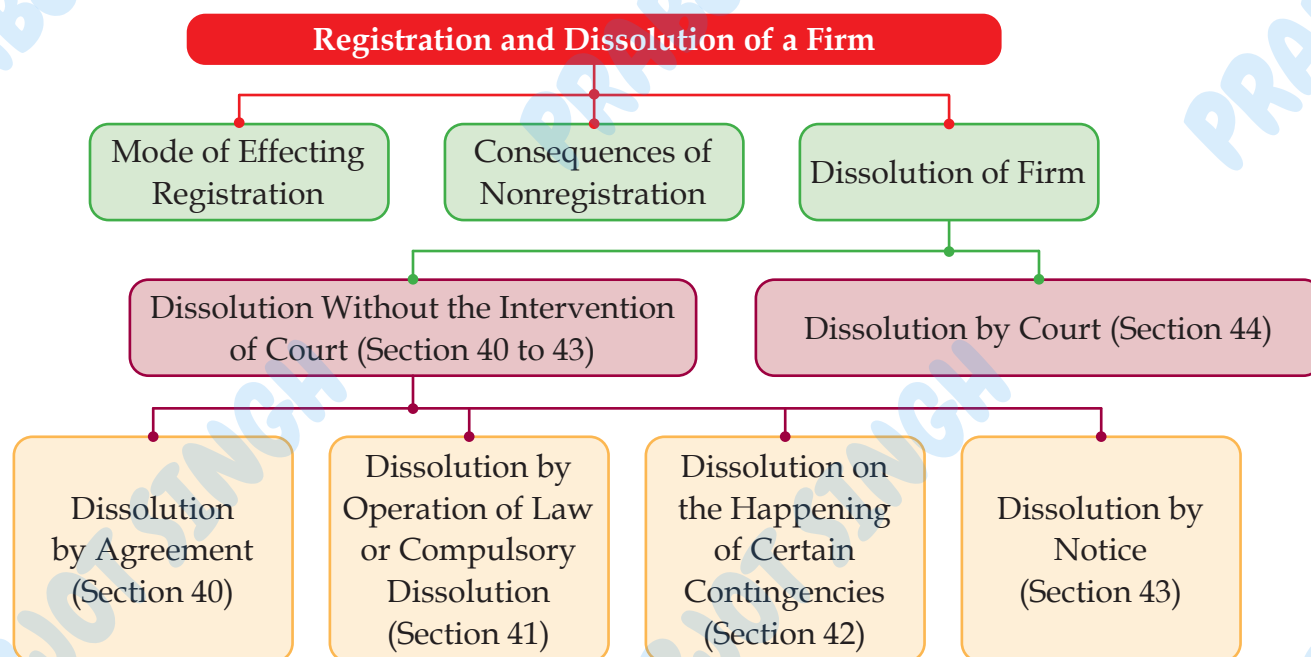 Registration and Dissolution of a Firm
Mode of Effecting
Registration
Consequences of
Nonregistration
Dissolution of Firm
Dissolution Without the Intervention
of Court (Section 40 to 43)
Dissolution by Court (Section 44)
Dissolution
by Agreement
(Section 40)
Dissolution by
Operation of Law
or Compulsory
Dissolution
(Section 41)
Dissolution on
the Happening
of Certain
Contingencies
(Section 42)
Dissolution by
Notice
(Section 43)